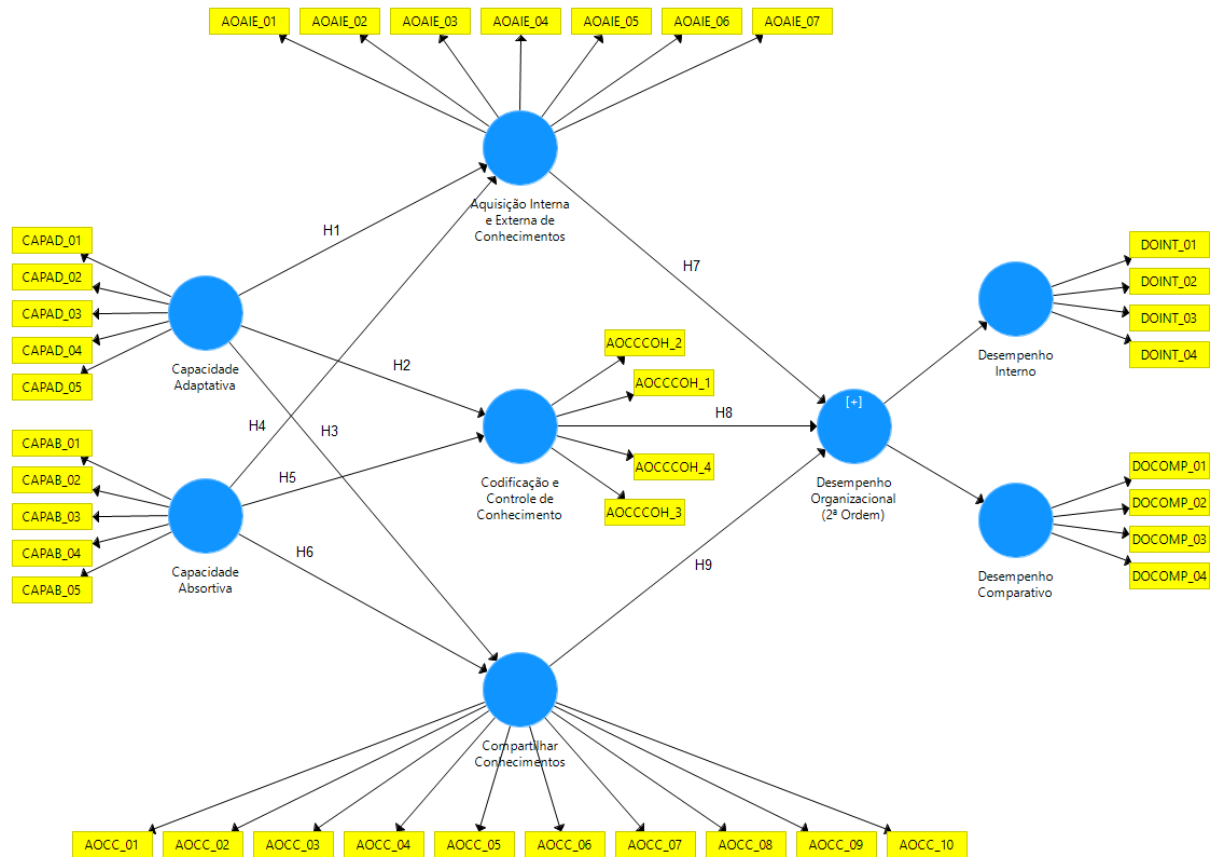 AOAIE_01
AOAIE_02
AOAIE_03
AOAIE_04
AOAIE_05
AOAIE_06
AOAIE_07
Aquisição Interna
e Externa de
Conhecimentos
H1
H7
CAPAD_01
CAPAD_02
CAPAD_03
CAPAD_04
CAPAD_05
Capacidade
Adaptativa
H2
H4
H3
H5
H6
CAPAB_01
CAPAB_02
CAPAB_03
CAPAB_04
CAPAB_05
Capacidade
Absortiva
AOCCCOH_2
AOCCCOH_1
AOCCCOH_4
AOCCCOH_3
Codificação e
Controle de
Conhecimento
H8
H9
[+]
Desempenho
Organizacional
(2ª Ordem)
DOINT_01
DOINT_02
DOINT_03
DOINT_04
Desempenho
Interno
DOCOMP_01
DOCOMP_02
DOCOMP_03
DOCOMP_04
Desempenho
Comparativo
Compartilhar
Conhecimentos
AOCC_01
AOCC_02
AOCC_03
AOCC_04
AOCC_05
AOCC_06
AOCC_07
AOCC_08
AOCC_09
AOCC_10